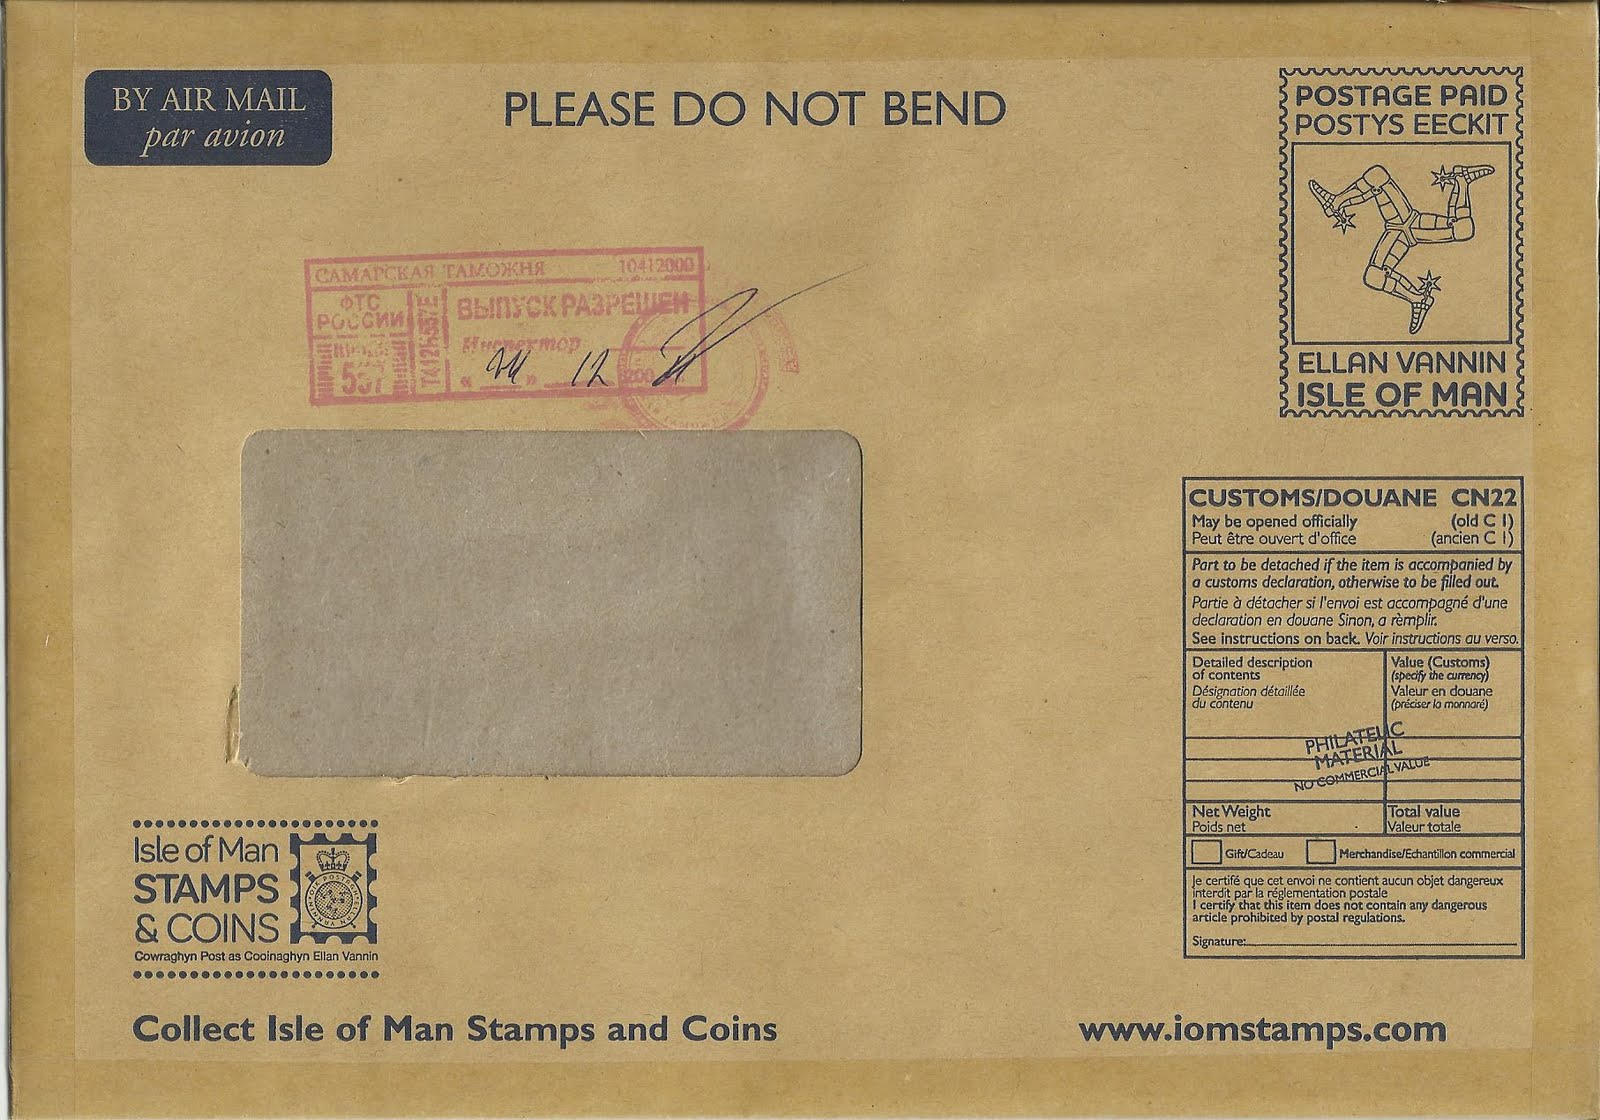 BY AIR MAIL
par avion
PLEASE DO NOT BEND
POSTAGE PAID
POSTYS EECKIT
ELLAN VANNIN
ISLE OF MAN
САМАРСКАЯ ТАМОЖНЯ 10412000
ФТС
РОССИИ
557
ВЫПУСК РАЗРЕШЕН
Инспектор
12
CUSTOMS/DOUANE CN22
May be opened officially (old C 1)
Peut être ouvert d'office (ancien C 1)
Part to be detached if the item is accompanied by
a customs declaration, otherwise to be filled out.
Partie à détacher si l'envoi est accompagné d'une
declaration en douane Sinon, a rèmplir.
See instructions on back. Voir instructions au verso.
Detailed description
of contents
Désignation détaillée
du contenu
Value (Customs)
(specify the currency)
Valeur en douane
(préciser la monnaré)
PHILATELIC
MATERIAL
NO COMMERCIAL VALUE
Net Weight
Poids net
Total value
Valeur totale
Gift/Cadeau
Merchandise/Echantillon commercial
Je certifé que cet envoi ne contient aucun objet dangereux
interdit par la réglementation postale
I certify that this item does not contain any dangerous
article prohibited by postal regulations.
Signature:
Isle of Man
STAMPS
& COINS
Cowraghyn Post as Cooinaghyn Ellan Vannin
Collect Isle of Man Stamps and Coins
www.iomstamps.com